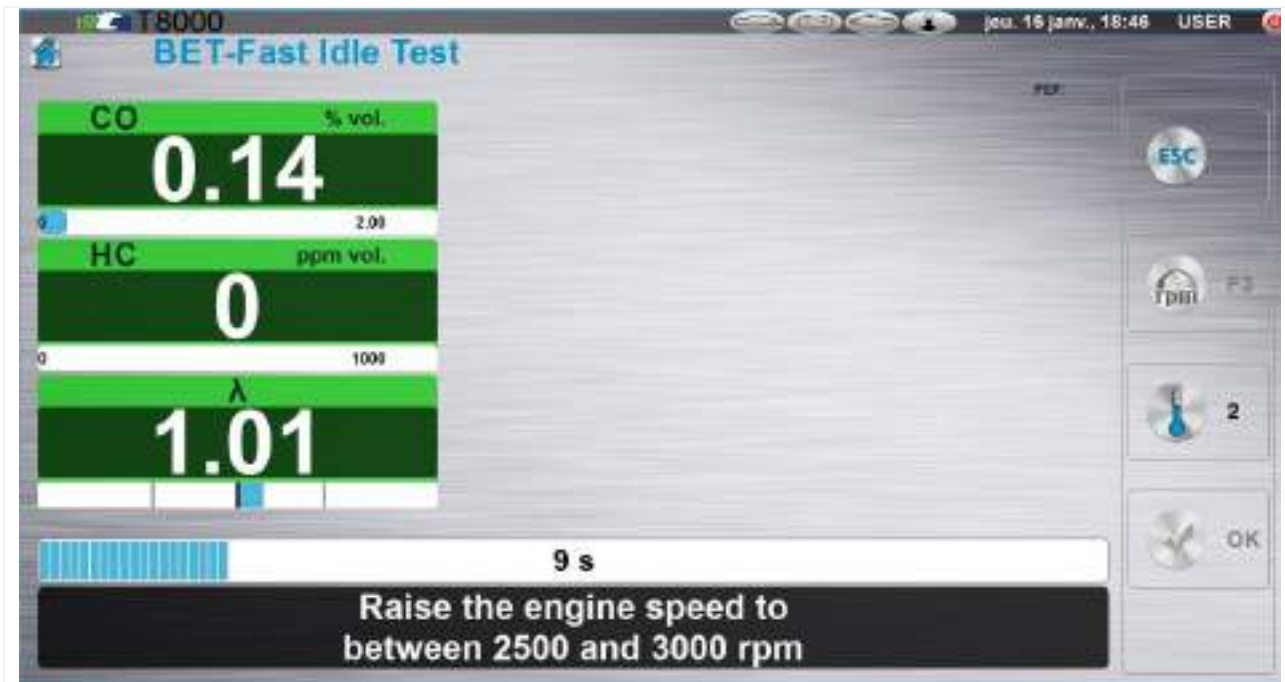 T8000
jeu. 16 janv., 18:46 USER
BET-Fast Idle Test
CO % vol.
0.14
0 2.00
HC ppm vol.
0
0 1000
λ
1.01
ESC
rpm
2
OK
9 s
Raise the engine speed to
between 2500 and 3000 rpm